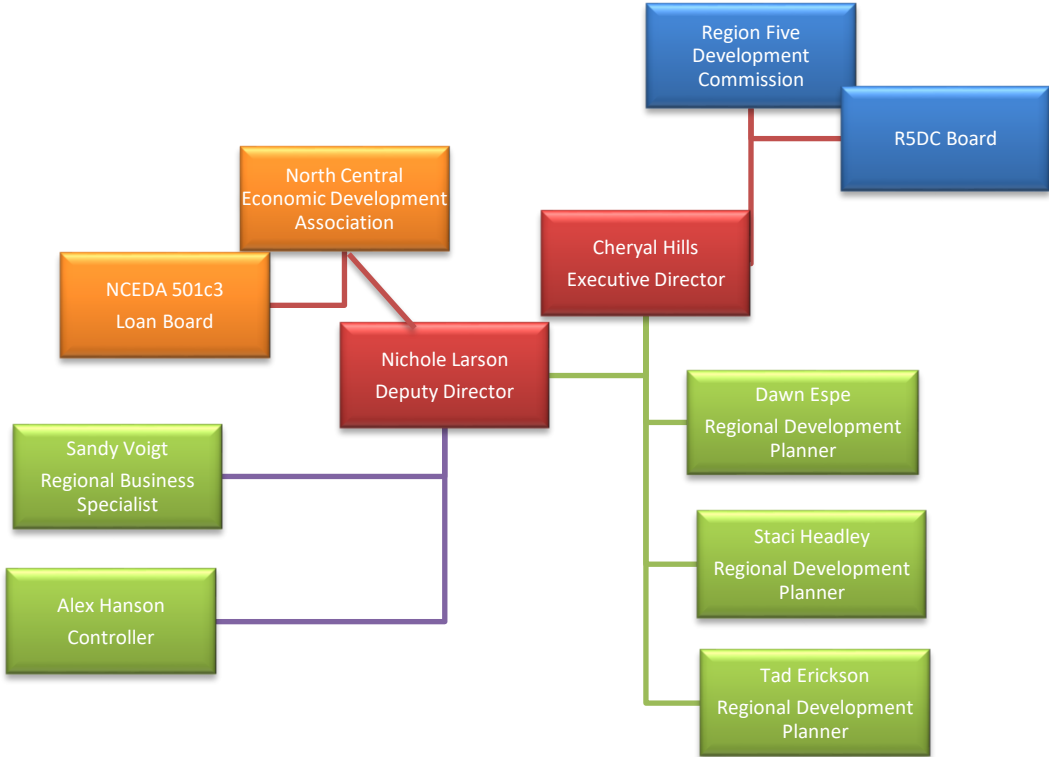 Region Five
Development
Commission
R5DC Board
North Central
Economic Development
Association
Cheryal Hills
Executive Director
NCEDA 501c3
Loan Board
Nichole Larson
Deputy Director
Dawn Espe
Regional Development
Planner
Sandy Voigt
Regional Business
Specialist
Staci Headley
Regional Development
Planner
Alex Hanson
Controller
Tad Erickson
Regional Development
Planner